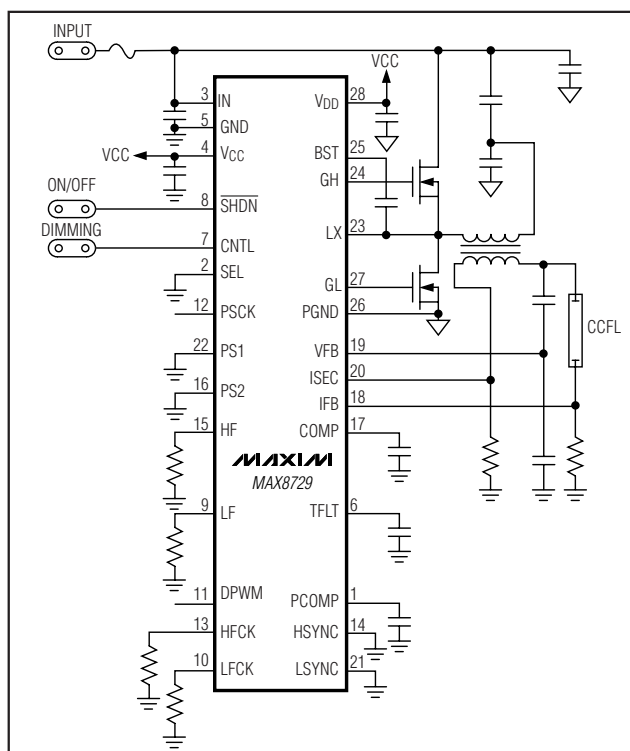 INPUT
VCC
3 IN
5 GND
VCC 4 VCC
ON/OFF
8 SHDN
DIMMING
7 CNTL
2 SEL
12 PSCK
22 PS1
16 PS2
15 HF
9 LF
11 DPWM
13 HFCK
10 LFCK
MAXIM
MAX8729
VDD 28
BST 25
GH 24
LX 23
GL 27
PGND 26
VFB 19
ISEC 20
IFB 18
COMP 17
TFLT 6
PCOMP 1
HSYNC 14
LSYNC 21
CCFL